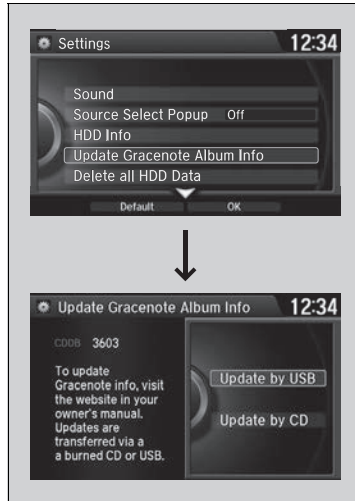 Settings 12:34
Sound
Source Select Popup Off
HDD Info
Update Gracenote Album Info
Delete all HDD Data
Default OK
Update Gracenote Album Info 12:34
CDDB 3603
To update
Gracenote info, visit
the website in your
owner's manual.
Updates are
transferred via a
a burned CD or USB.
Update by USB
Update by CD